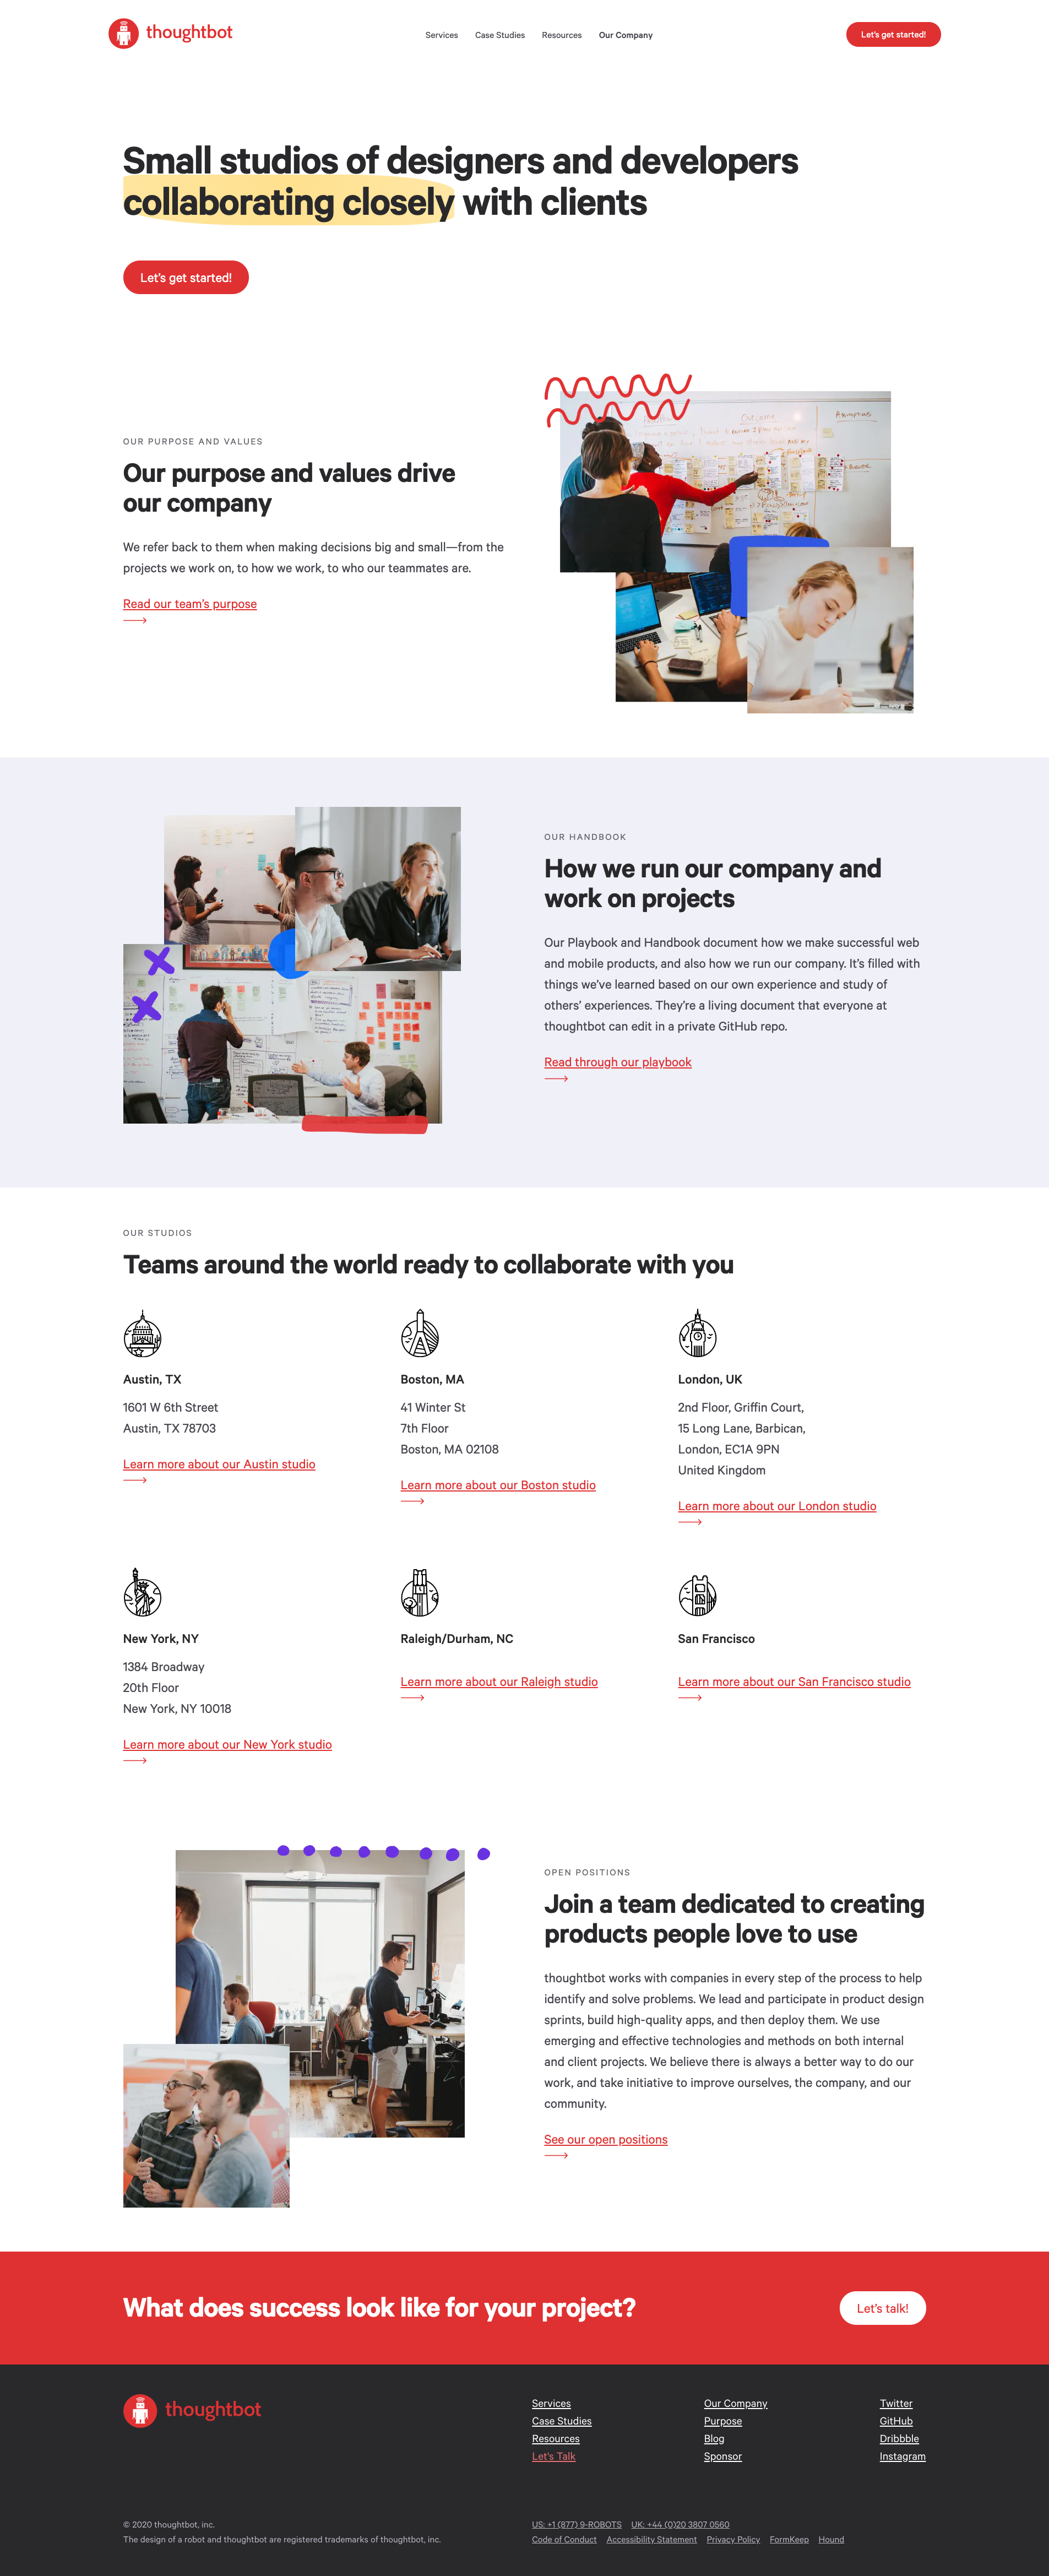 thoughtbot
Services Case Studies Resources Our Company
Let's get started!
Small studios of designers and developers
collaborating closely with clients
Let's get started!
OUR PURPOSE AND VALUES
Our purpose and values drive
our company
We refer back to them when making decisions big and small—from the
projects we work on, to how we work, to who our teammates are.
Read our team's purpose
Outcome
Assumptions
OUR HANDBOOK
How we run our company and
work on projects
Our Playbook and Handbook document how we make successful web
and mobile products, and also how we run our company. It's filled with
things we've learned based on our own experience and study of
others' experiences. They're a living document that everyone at
thoughtbot can edit in a private GitHub repo.
Read through our playbook
OUR STUDIOS
Teams around the world ready to collaborate with you
Austin, TX
1601 W 6th Street
Austin, TX 78703
Learn more about our Austin studio
Boston, MA
41 Winter St
7th Floor
Boston, MA 02108
Learn more about our Boston studio
London, UK
2nd Floor, Griffin Court,
15 Long Lane, Barbican,
London, EC1A 9PN
United Kingdom
Learn more about our London studio
New York, NY
1384 Broadway
20th Floor
New York, NY 10018
Learn more about our New York studio
Raleigh/Durham, NC
Learn more about our Raleigh studio
San Francisco
Learn more about our San Francisco studio
OPEN POSITIONS
Join a team dedicated to creating
products people love to use
thoughtbot works with companies in every step of the process to help
identify and solve problems. We lead and participate in product design
sprints, build high-quality apps, and then deploy them. We use
emerging and effective technologies and methods on both internal
and client projects. We believe there is always a better way to do our
work, and take initiative to improve ourselves, the company, and our
community.
See our open positions
What does success look like for your project?
Let's talk!
thoughtbot
Services
Case Studies
Resources
Let's Talk
Our Company
Purpose
Blog
Sponsor
Twitter
GitHub
Dribbble
Instagram
© 2020 thoughtbot, inc.
The design of a robot and thoughtbot are registered trademarks of thoughtbot, inc.
US: +1 (877) 9-ROBOTS UK: +44 (0)20 3807 0560
Code of Conduct Accessibility Statement Privacy Policy FormKeep Hound